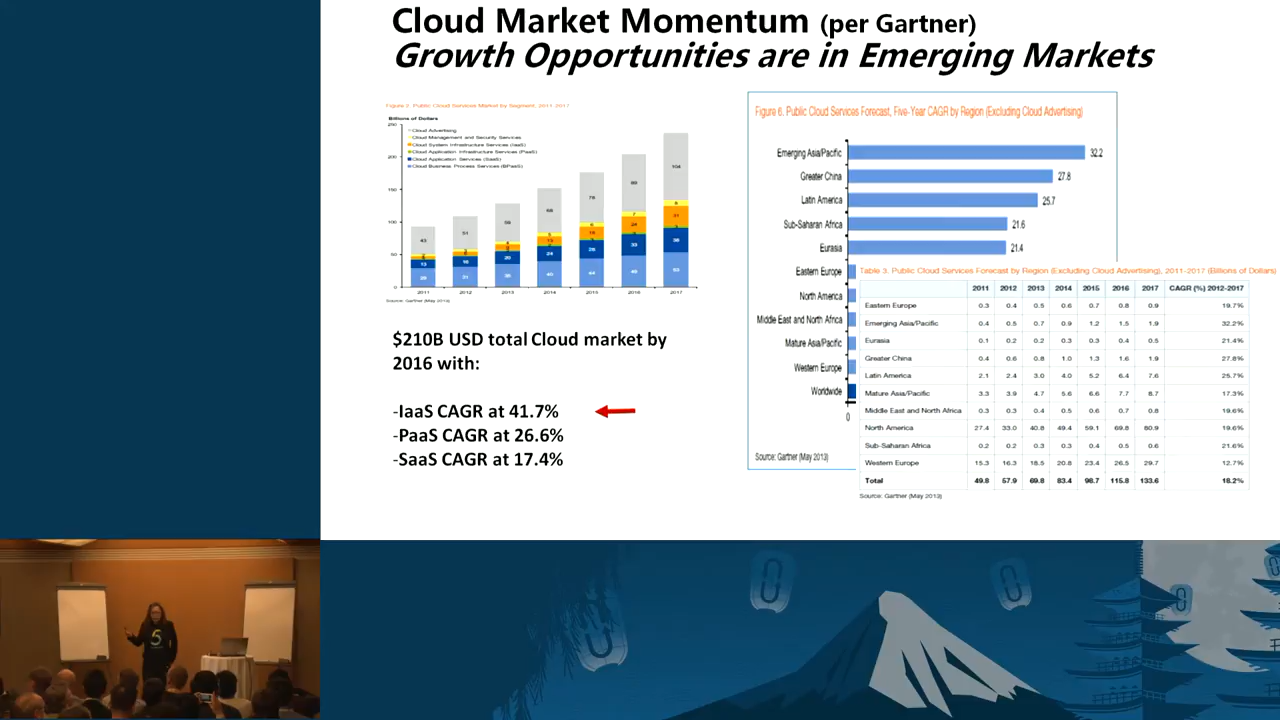 Cloud Market Momentum (per Gartner)
Growth Opportunities are in Emerging Markets
Figure 2. Public Cloud Services Market by Segment, 2011-2017
Billions of Dollars
250
200
150
100
50
0
Cloud Advertising
Cloud Management and Security Services
Cloud System Infrastructure Services (IaaS)
Cloud Application Infrastructure Services (PaaS)
Cloud Application Services (SaaS)
Cloud Business Process Services (BPaaS)
2011 2012 2013 2014 2015 2016 2017
Source: Gartner (May 2013)
$210B USD total Cloud market by
2016 with:
-IaaS CAGR at 41.7%
-PaaS CAGR at 26.6%
-SaaS CAGR at 17.4%
Figure 6. Public Cloud Services Forecast, Five-Year CAGR by Region (Excluding Cloud Advertising)
Emerging Asia/Pacific 32.2
Greater China 27.8
Latin America 25.7
Sub-Saharan Africa 21.6
Eurasia 21.4
Eastern Europe
North America
Middle East and North Africa
Mature Asia/Pacific
Western Europe
Worldwide
0
Source: Gartner (May 2013)
Table 3. Public Cloud Services Forecast by Region (Excluding Cloud Advertising), 2011-2017 (Billions of Dollars)
2011 2012 2013 2014 2015 2016 2017 CAGR (%) 2012-2017
Eastern Europe 0.3 0.4 0.5 0.6 0.7 0.8 0.9 19.7%
Emerging Asia/Pacific 0.4 0.5 0.7 0.9 1.2 1.5 1.9 32.2%
Eurasia 0.1 0.2 0.2 0.3 0.3 0.4 0.5 21.4%
Greater China 0.4 0.6 0.8 1.0 1.3 1.6 1.9 27.8%
Latin America 2.1 2.4 3.0 4.0 5.2 6.4 7.6 25.7%
Mature Asia/Pacific 3.3 3.9 4.7 5.6 6.6 7.7 8.7 17.3%
Middle East and North Africa 0.3 0.3 0.4 0.5 0.6 0.7 0.8 19.6%
North America 27.4 33.0 40.8 49.4 59.1 69.8 80.9 19.6%
Sub-Saharan Africa 0.2 0.2 0.3 0.3 0.4 0.5 0.6 21.6%
Western Europe 15.3 16.3 18.5 20.8 23.4 26.5 29.7 12.7%
Total 49.8 57.9 69.8 83.4 98.7 115.8 133.6 18.2%
Source: Gartner (May 2013)